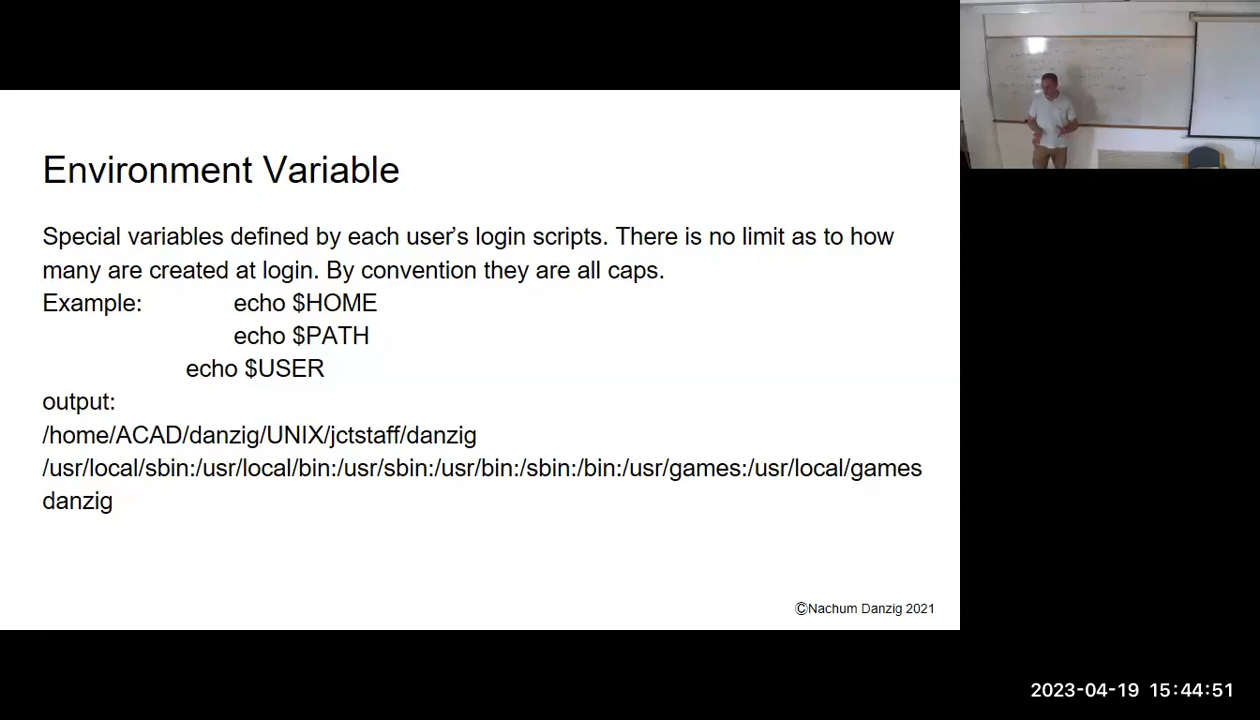 Environment Variable
Special variables defined by each user's login scripts. There is no limit as to how
many are created at login. By convention they are all caps.
Example: echo $HOME
echo $PATH
echo $USER
output:
/home/ACAD/danzig/UNIX/jctstaff/danzig
/usr/local/sbin:/usr/local/bin:/usr/sbin:/usr/bin:/sbin:/bin:/usr/games:/usr/local/games
danzig
©Nachum Danzig 2021
2023-04-19 15:44:51